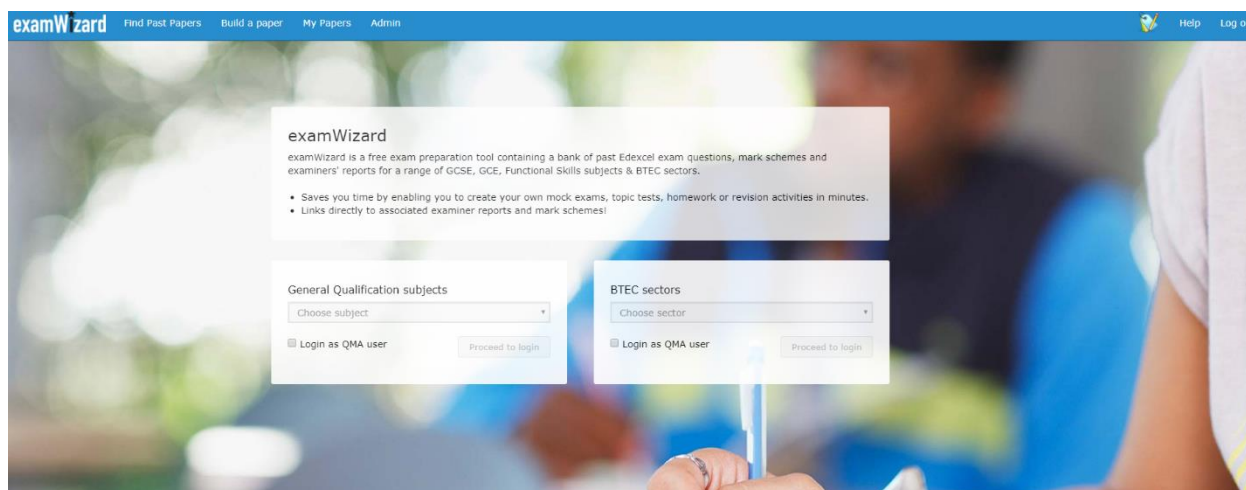 examWizard Find Past Papers Build a paper My Papers Admin Help Log o
examWizard
examWizard is a free exam preparation tool containing a bank of past Edexcel exam questions, mark schemes and
examiners' reports for a range of GCSE, GCE, Functional Skills subjects & BTEC sectors.
• Saves you time by enabling you to create your own mock exams, topic tests, homework or revision activities in minutes.
• Links directly to associated examiner reports and mark schemes!
General Qualification subjects
Choose subject
Login as QMA user Proceed to login
BTEC sectors
Choose sector
Login as QMA user Proceed to login